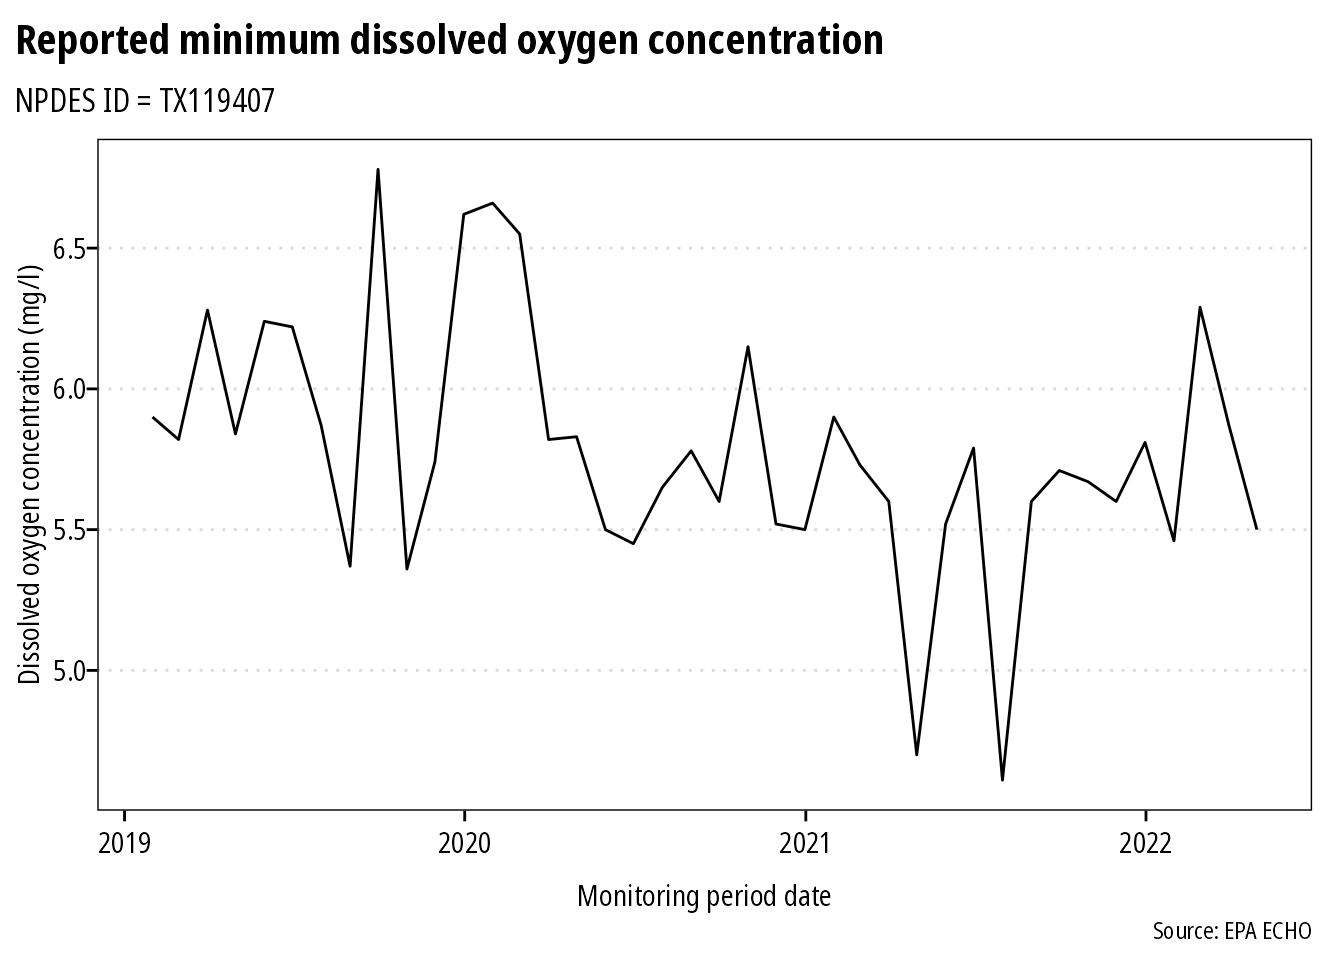 Reported minimum dissolved oxygen concentration
NPDES ID = TX119407
Dissolved oxygen concentration (mg/l)
6.5
6.0
5.5
5.0
2019
2020
2021
2022
Monitoring period date
Source: EPA ECHO